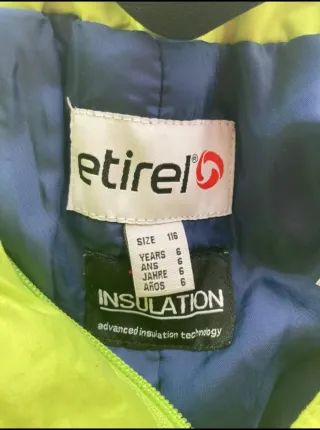 etirel®
SIZE 116
YEARS 6
ANS 6
JAHRE 6
AÑOS 6
INSULATION
advanced insulation technology